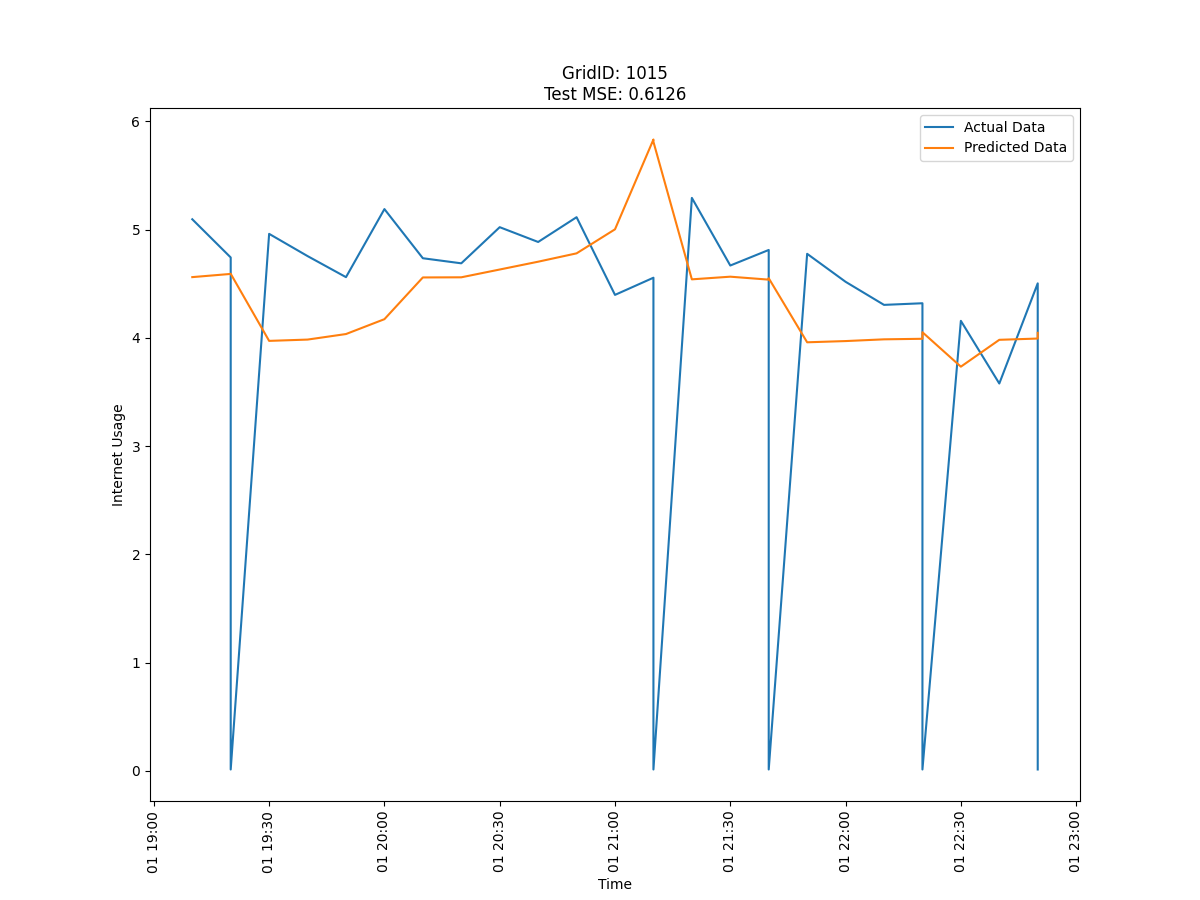 GridID: 1015
Test MSE: 0.6126
Actual Data
Predicted Data
6
5
4
3
2
1
0
Internet Usage
01 19:00
01 19:30
01 20:00
01 20:30
01 21:00
01 21:30
01 22:00
01 22:30
01 23:00
Time